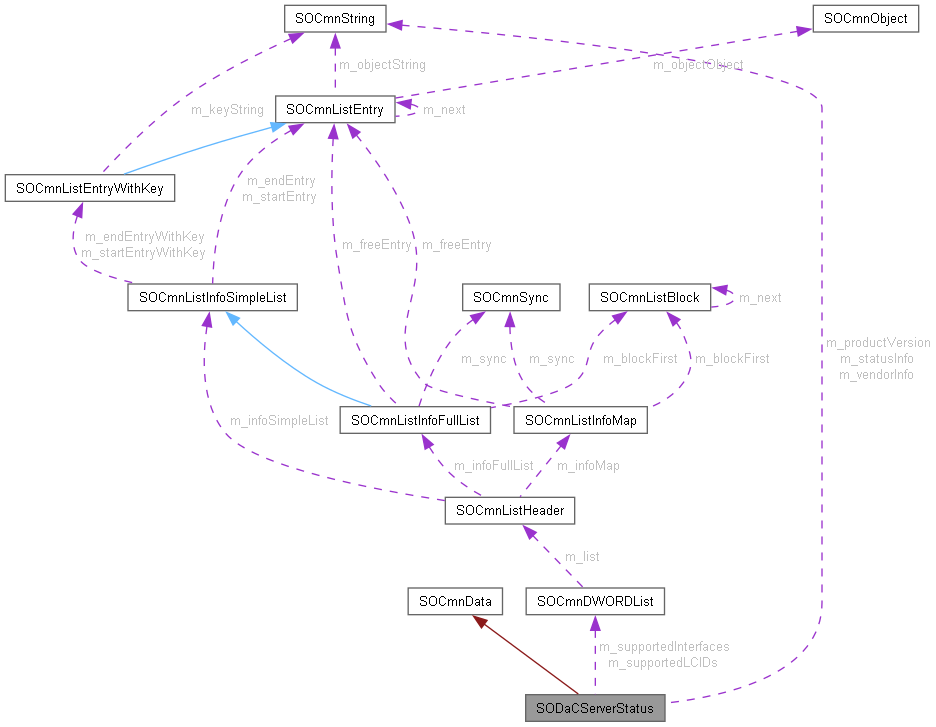 SOCmnString
SOCmnObject
m_objectString
m_objectObject
SOCmnListEntry
m_next
m_keyString
SOCmnListEntryWithKey
m_endEntry
m_startEntry
m_endEntryWithKey
m_startEntryWithKey
m_freeEntry
m_freeEntry
SOCmnListInfoSimpleList
SOCmnSync
SOCmnListBlock
m_next
m_productVersion
m_statusInfo
m_vendorInfo
m_sync
m_sync
m_blockFirst
m_blockFirst
m_infoSimpleList
SOCmnListInfoFullList
SOCmnListInfoMap
m_infoFullList
m_infoMap
SOCmnListHeader
m_list
SOCmnData
SOCmnDWORDList
m_supportedInterfaces
m_supportedLCIDs
SODaCServerStatus